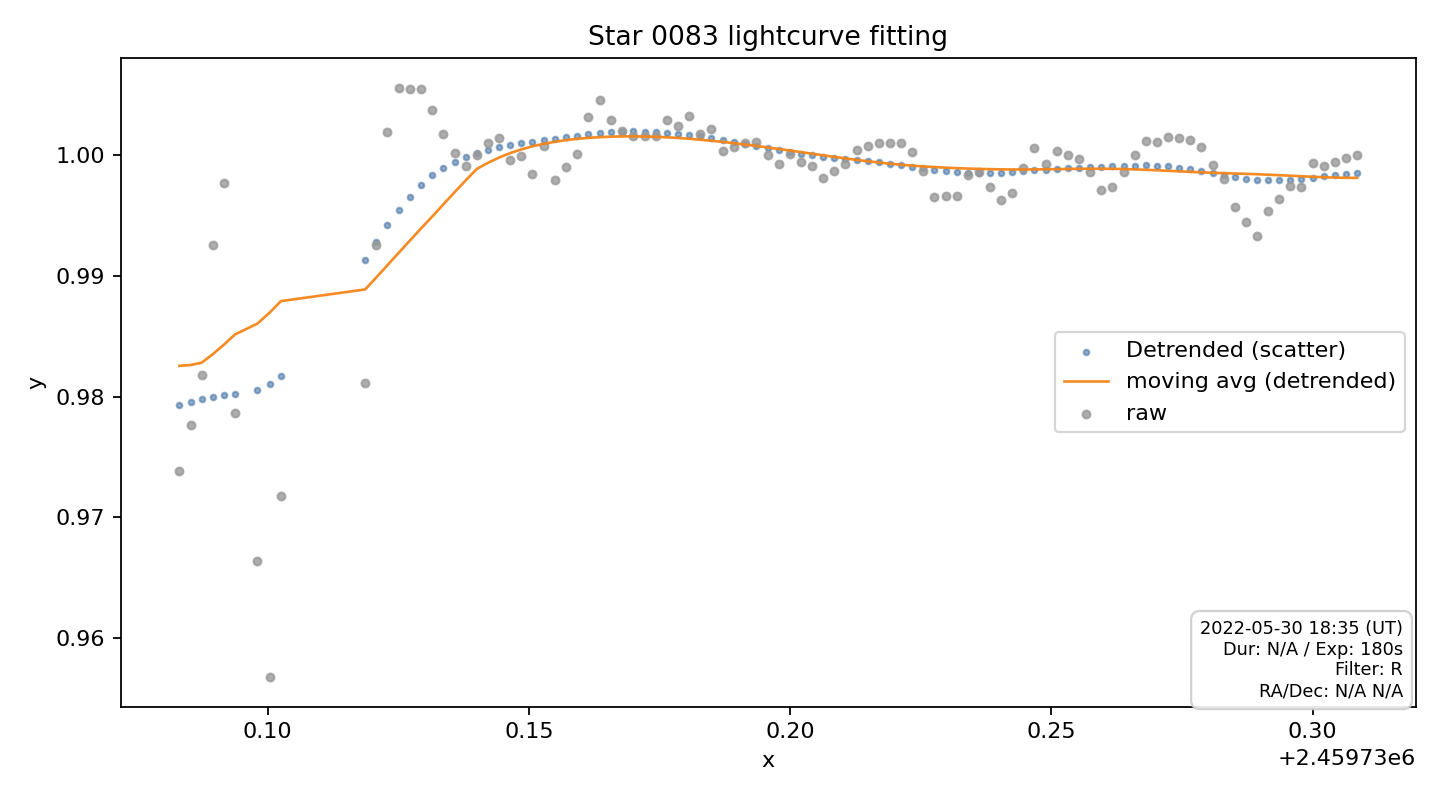 Star 0083 lightcurve fitting
y
1.00
0.99
0.98
0.97
0.96
Detrended (scatter)
moving avg (detrended)
raw
2022-05-30 18:35 (UT)
Dur: N/A / Exp: 180s
Filter: R
RA/Dec: N/A N/A
0.10 0.15 0.20 0.25 0.30
x
+2.45973e6